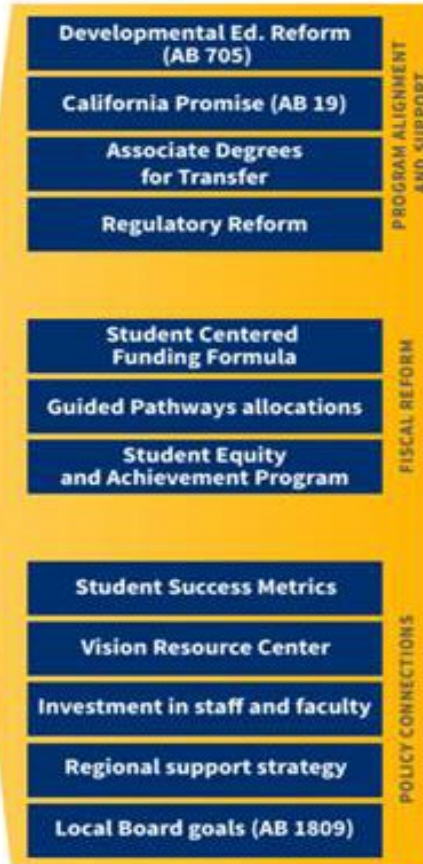 Developmental Ed. Reform
(AB 705)
California Promise (AB 19)
Associate Degrees
for Transfer
Regulatory Reform
PROGRAM ALIGNMENT
AND SUPPORT
Student Centered
Funding Formula
Guided Pathways allocations
Student Equity
and Achievement Program
FISCAL REFORM
Student Success Metrics
Vision Resource Center
Investment in staff and faculty
Regional support strategy
Local Board goals (AB 1809)
POLICY CONNECTIONS